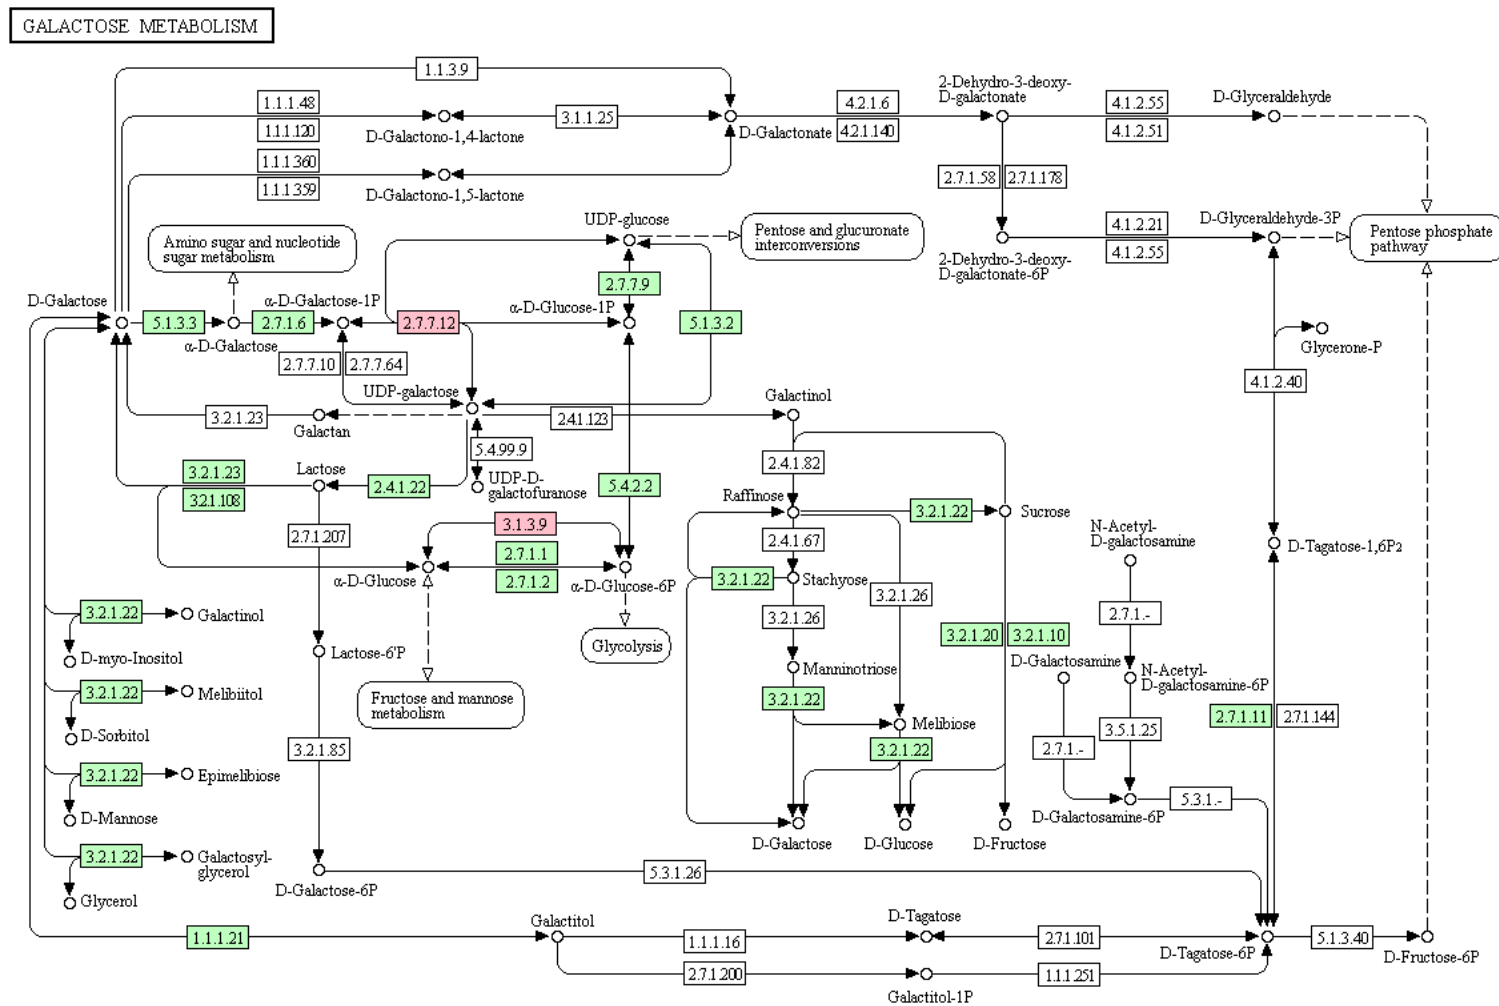 GALACTOSE METABOLISM
1.1.3.9
1.1.1.48
1.1.1.120
D-Galactono-1,4-lactone
3.1.1.25
D-Galactonate
4.2.1.6
4.2.1.140
2-Dehydro-3-deoxy-
D-galactonate
4.1.2.55
4.1.2.51
D-Glyceraldehyde
1.1.1.360
1.1.1.359
D-Galactono-1,5-lactone
2.7.1.58
2.7.1.178
UDP-glucose
Pentose and glucuronate
interconversions
4.1.2.21
4.1.2.55
D-Glyceraldehyde-3P
Pentose phosphate
pathway
2-Dehydro-3-deoxy-
D-galactonate-6P
Amino sugar and nucleotide
sugar metabolism
2.7.7.9
D-Galactose
α-D-Galactose-1P
α-D-Glucose-1P
5.1.3.3
2.7.1.6
2.7.7.12
5.1.3.2
α-D-Galactose
Glycerone-P
2.7.7.10
2.7.7.64
4.1.2.40
UDP-galactose
Galactinol
3.2.1.23
Galactan
2.4.1.123
5.4.99.9
2.4.1.82
3.2.1.23
3.2.1.108
Lactose
2.4.1.22
UDP-D-
galactofuranose
5.4.2.2
Raffinose
3.2.1.22
Sucrose
2.7.1.207
3.1.3.9
2.7.1.1
2.7.1.2
α-D-Glucose
α-D-Glucose-6P
2.4.1.67
3.2.1.22
Stachyose
3.2.1.26
N-Acetyl-
D-galactosamine
D-Tagatose-1,6P2
3.2.1.22
Galactinol
D-myo-Inositol
Lactose-6'P
Glycolysis
3.2.1.26
Manninotriose
3.2.1.20
3.2.1.10
2.7.1.-
D-Galactosamine
N-Acetyl-
D-galactosamine-6P
3.2.1.22
Melibiitol
D-Sorbitol
Fructose and mannose
metabolism
3.2.1.22
Melibiose
3.2.1.22
2.7.1.11
2.7.1.144
3.5.1.25
2.7.1.-
3.2.1.85
3.2.1.22
Epimelibiose
D-Mannose
D-Galactose
D-Glucose
D-Fructose
D-Galactosamine-6P
5.3.1.-
3.2.1.22
Galactosyl-
glycerol
Glycerol
D-Galactose-6P
5.3.1.26
1.1.1.21
Galactitol
1.1.1.16
D-Tagatose
2.7.1.101
D-Tagatose-6P
5.1.3.40
D-Fructose-6P
2.7.1.200
Galactitol-1P
1.1.1.251